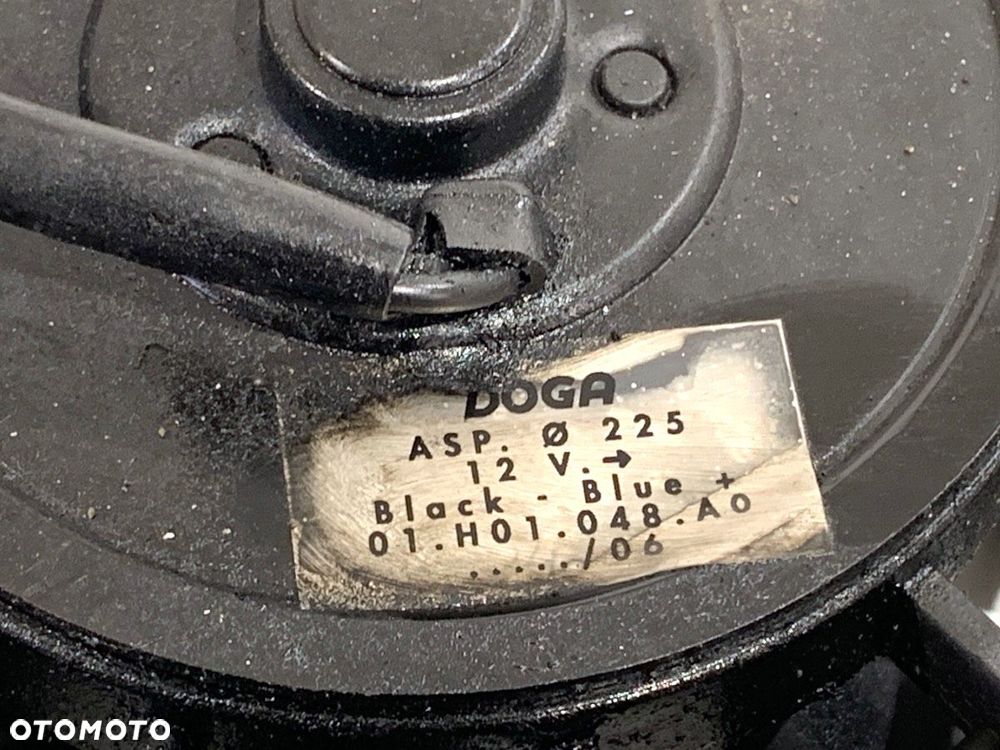 DOGA
ASP. Ø 225
12 V. →
Black - Blue +
01.H01.048.A0
...../06
OTOMOTO